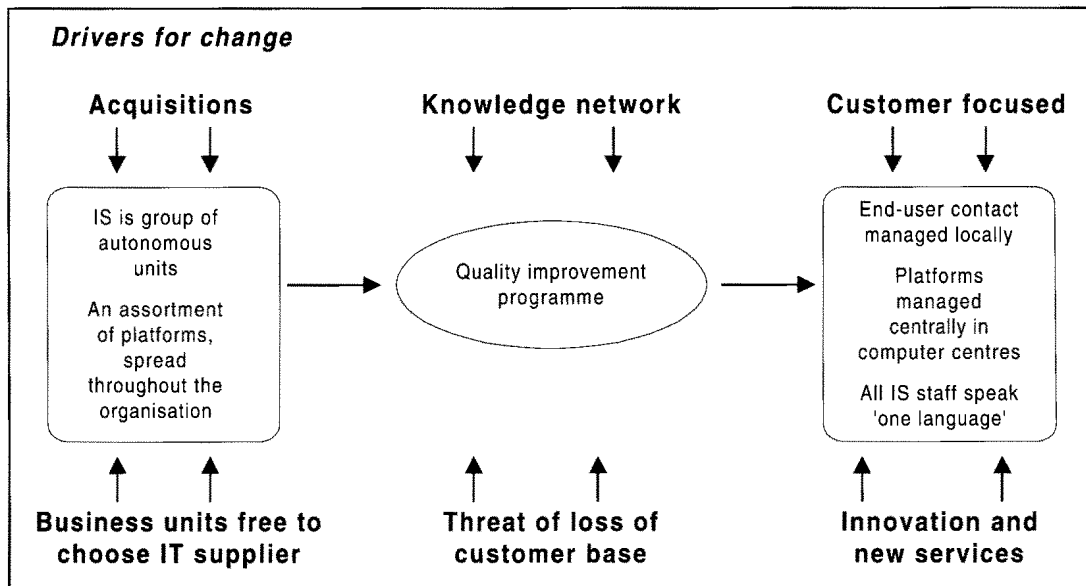 Drivers for change
Acquisitions
Knowledge network
Customer focused
IS is group of
autonomous
units
An assortment
of platforms,
spread
throughout the
organisation
Quality improvement
programme
End-user contact
managed locally
Platforms
managed
centrally in
computer centres
All IS staff speak
'one language'
Business units free to
choose IT supplier
Threat of loss of
customer base
Innovation and
new services